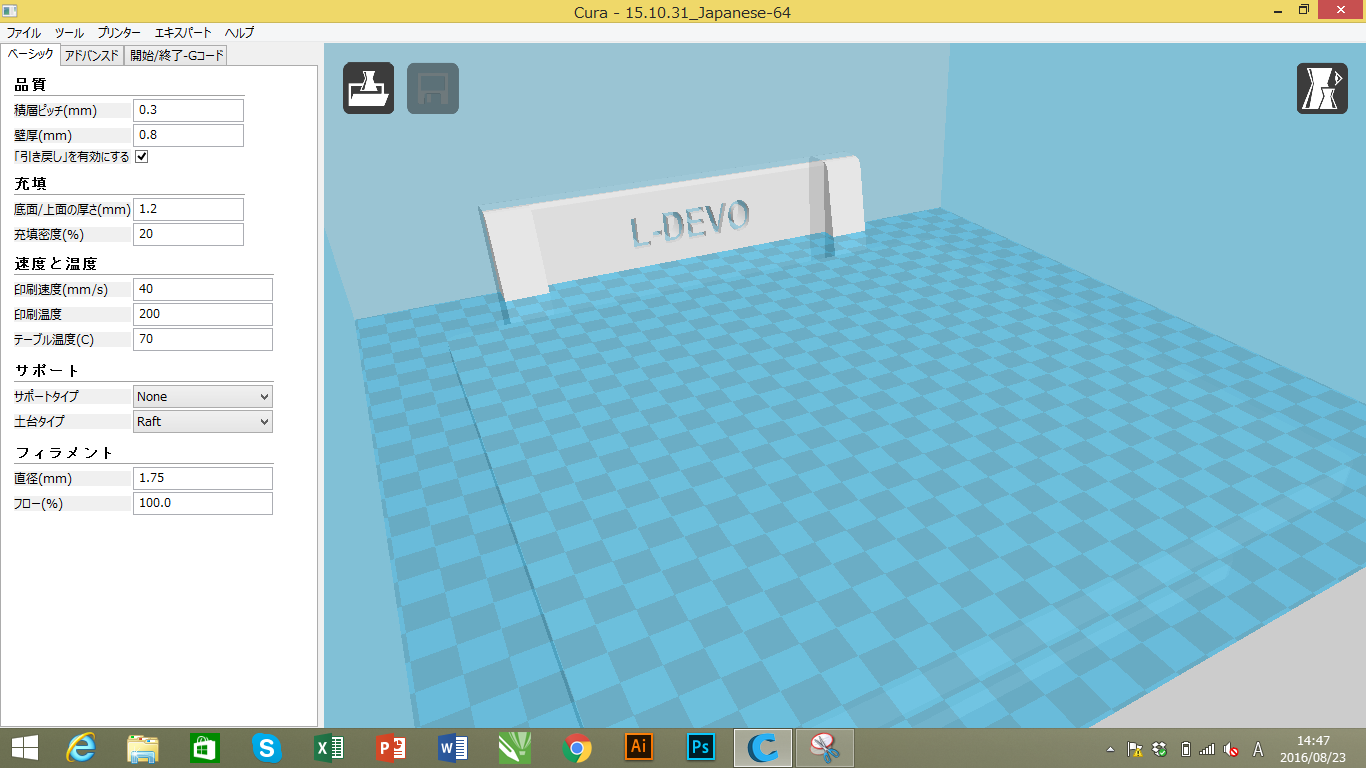 Cura - 15.10.31_Japanese-64
ファイル ツール プリンター エキスパート ヘルプ
ベーシック アドバンスド 開始/終了-Gコード
品質
積層ピッチ(mm) 0.3
壁厚(mm) 0.8
「引き戻し」を有効にする
充填
底面/上面の厚さ(mm) 1.2
充填密度(%) 20
速度と温度
印刷速度(mm/s) 40
印刷温度 200
テーブル温度(C) 70
サポート
サポートタイプ None
土台タイプ Raft
フィラメント
直径(mm) 1.75
フロー(%) 100.0
L-DEVO
Ai Ps
A
14:47
2016/08/23